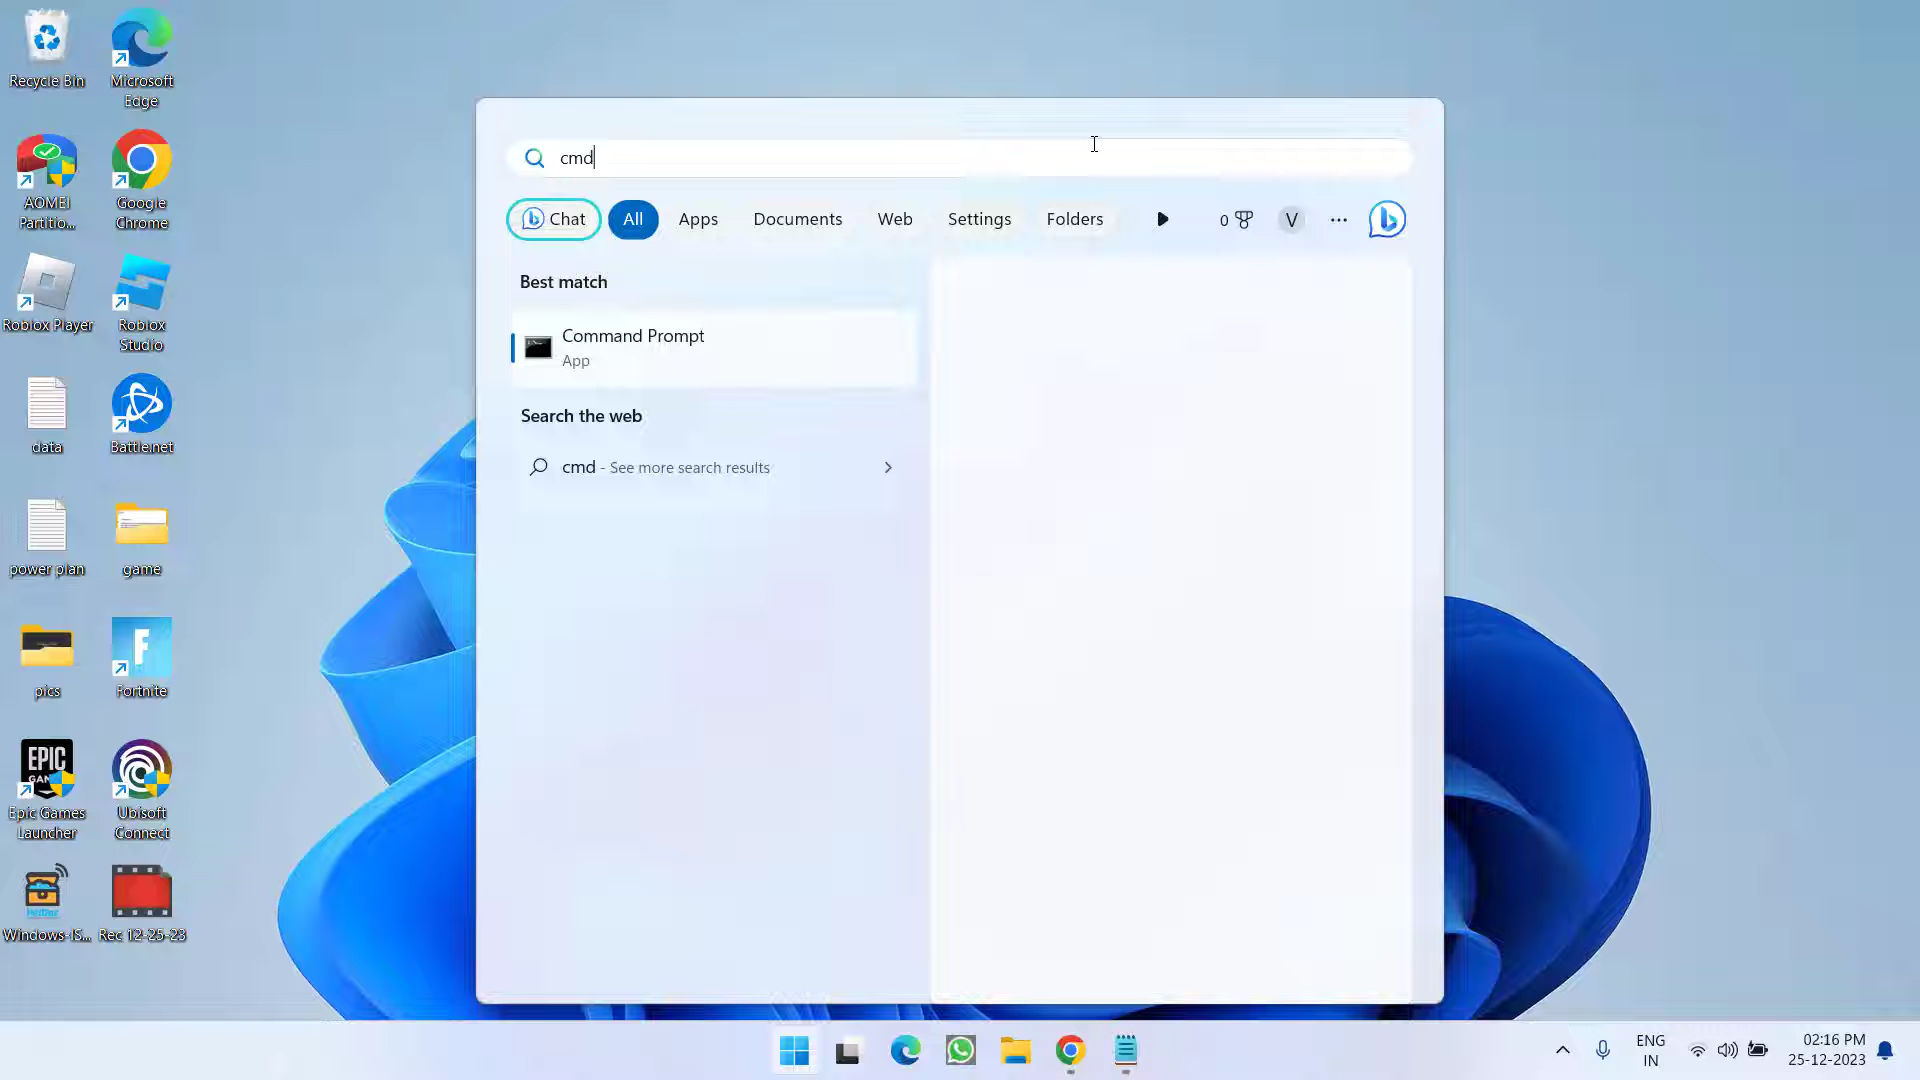 Recycle Bin
Microsoft
Edge
AOMEI
Partitio...
Google
Chrome
Roblox Player
Roblox
Studio
data
Battle.net
power plan
game
pics
Fortnite
EPIC
Epic Games
Launcher
Ubisoft
Connect
Windows-IS...
Rec 12-25-23
cmd
Chat
All
Apps
Documents
Web
Settings
Folders
0
V
Best match
Command Prompt
App
Search the web
cmd - See more search results
ENG
IN
02:16 PM
25-12-2023